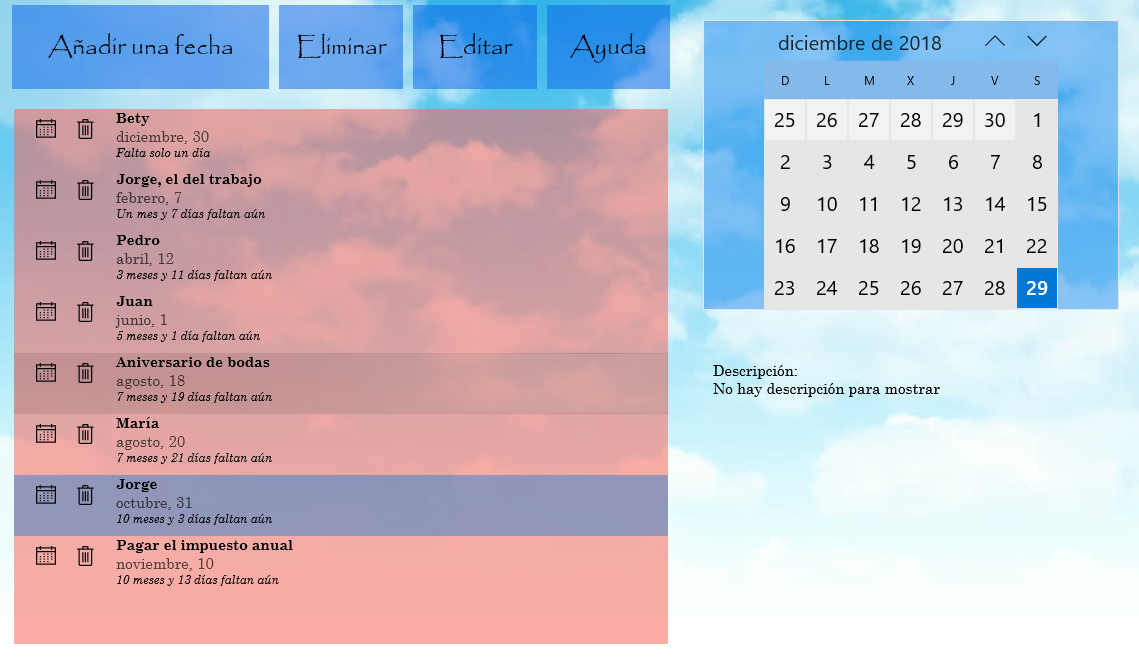 Añadir una fecha
Eliminar
Editar
Ayuda
Bety
diciembre, 30
Falta solo un día
Jorge, el del trabajo
febrero, 7
Un mes y 7 días faltan aún
Pedro
abril, 12
3 meses y 11 días faltan aún
Juan
junio, 1
5 meses y 1 día faltan aún
Aniversario de bodas
agosto, 18
7 meses y 19 días faltan aún
María
agosto, 20
7 meses y 21 días faltan aún
Jorge
octubre, 31
10 meses y 3 días faltan aún
Pagar el impuesto anual
noviembre, 10
10 meses y 13 días faltan aún
diciembre de 2018
D L M X J V S
25 26 27 28 29 30 1
2 3 4 5 6 7 8
9 10 11 12 13 14 15
16 17 18 19 20 21 22
23 24 25 26 27 28 29
Descripción:
No hay descripción para mostrar